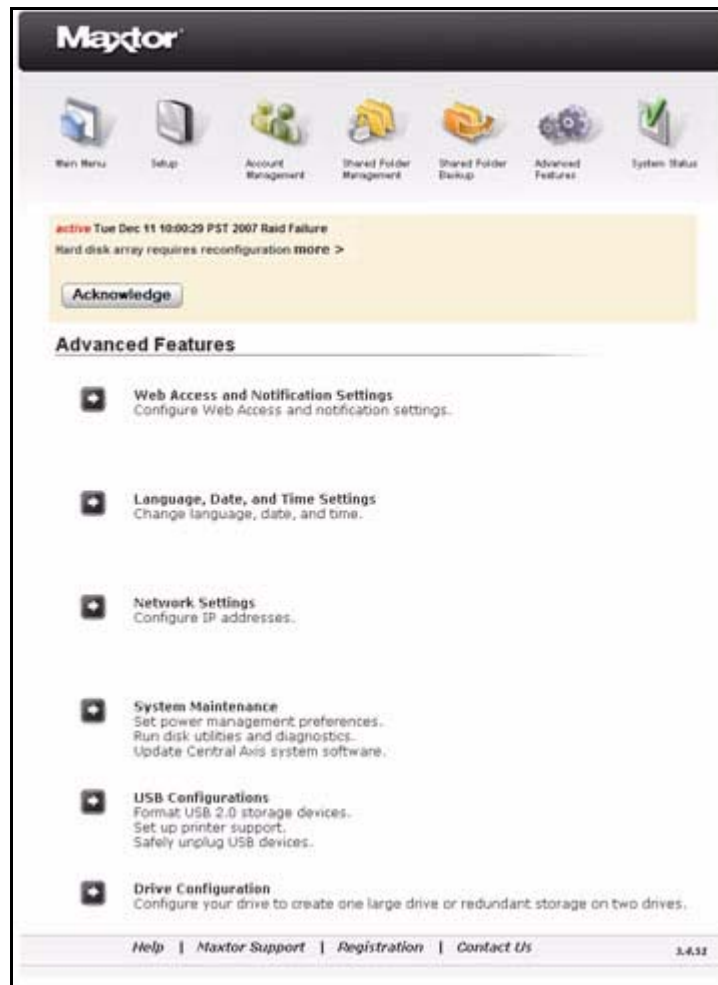 Maxtor
Main Menu
Setup
Account Management
Shared Folder Management
Shared Folder Backup
Advanced Features
System Status
active Tue Dec 11 10:00:29 PST 2007 Raid Failure
Hard disk array requires reconfiguration more >
Acknowledge
Advanced Features
Web Access and Notification Settings
Configure Web Access and notification settings.
Language, Date, and Time Settings
Change language, date, and time.
Network Settings
Configure IP addresses.
System Maintenance
Set power management preferences.
Run disk utilities and diagnostics.
Update Central Axis system software.
USB Configurations
Format USB 2.0 storage devices.
Set up printer support.
Safely unplug USB devices.
Drive Configuration
Configure your drive to create one large drive or redundant storage on two drives.
Help | Maxtor Support | Registration | Contact Us